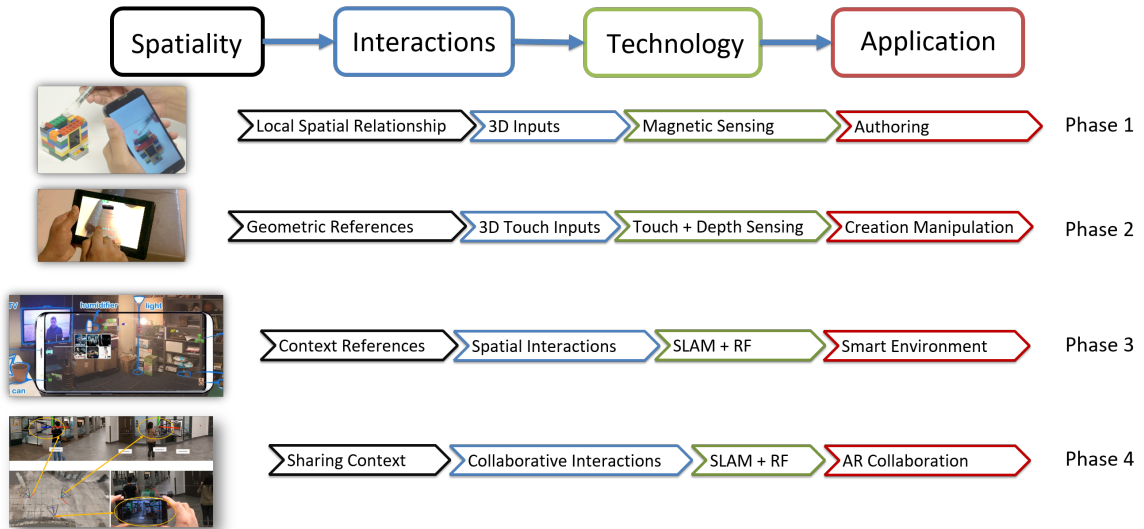 Spatiality
Interactions
Technology
Application
Local Spatial Relationship
3D Inputs
Magnetic Sensing
Authoring
Phase 1
Geometric References
3D Touch Inputs
Touch + Depth Sensing
Creation Manipulation
Phase 2
TV
humidifier
light
can
Context References
Spatial Interactions
SLAM + RF
Smart Environment
Phase 3
Sharing Context
Collaborative Interactions
SLAM + RF
AR Collaboration
Phase 4